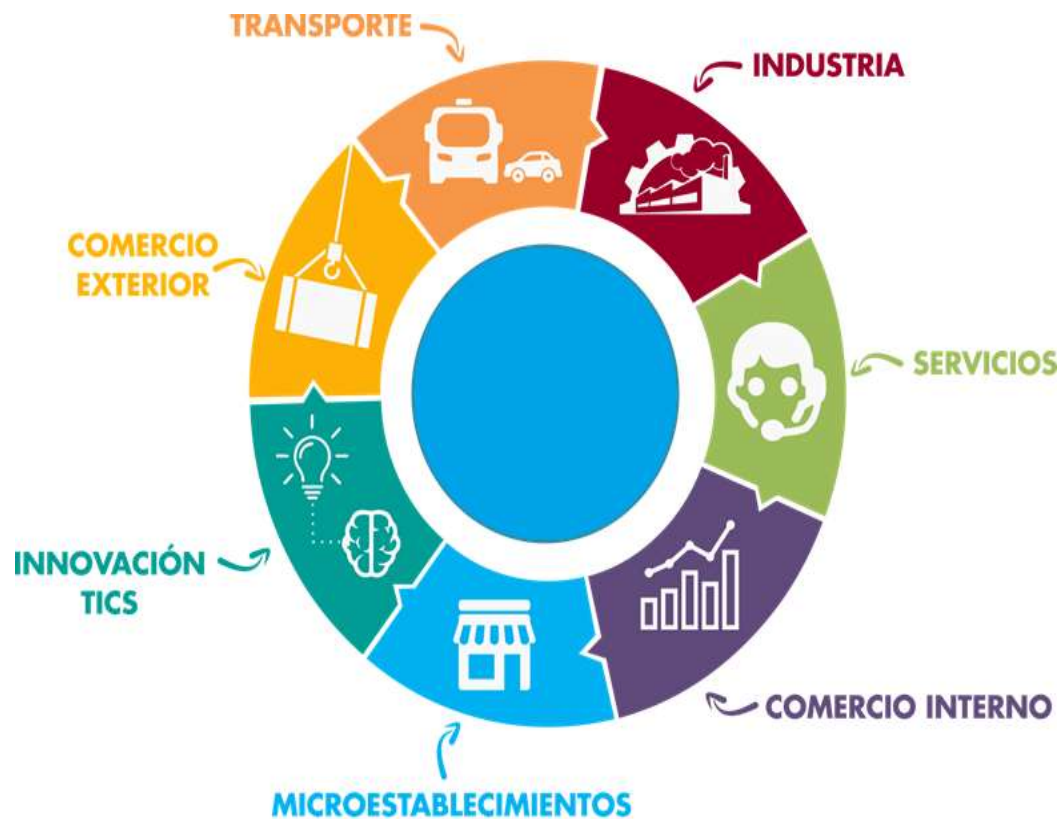 TRANSPORTE
INDUSTRIA
COMERCIO
EXTERIOR
SERVICIOS
INNOVACIÓN
TICS
COMERCIO INTERNO
MICROESTABLECIMIENTOS